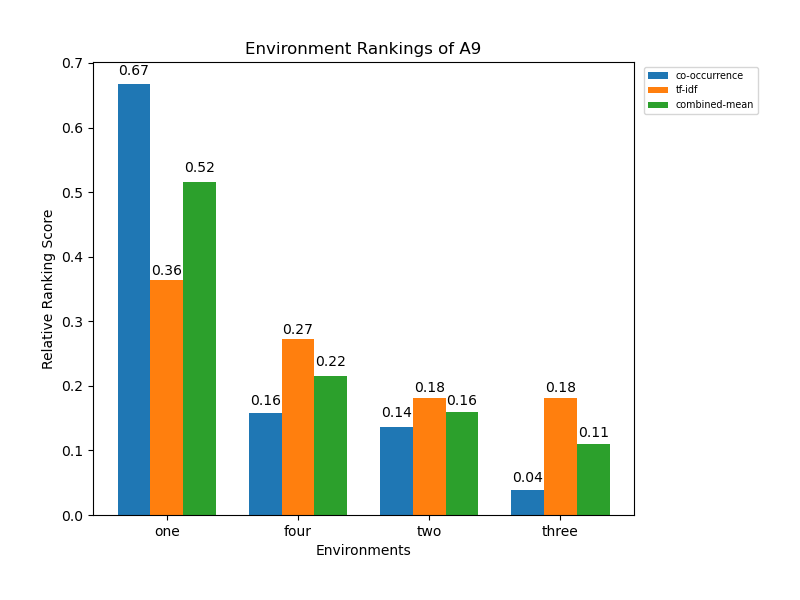 Environment Rankings of A9
co-occurrence
tf-idf
combined-mean
Relative Ranking Score
0.7
0.6
0.5
0.4
0.3
0.2
0.1
0.0
0.67
0.36
0.52
0.16
0.27
0.22
0.14
0.18
0.16
0.04
0.18
0.11
one
four
two
three
Environments